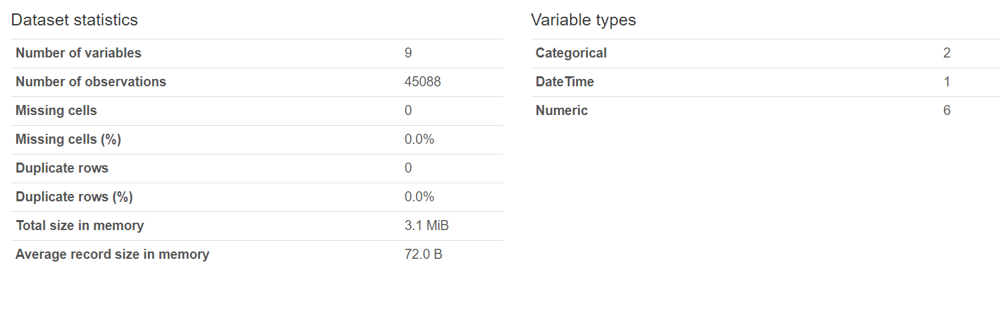 Dataset statistics
Number of variables 9
Number of observations 45088
Missing cells 0
Missing cells (%) 0.0%
Duplicate rows 0
Duplicate rows (%) 0.0%
Total size in memory 3.1 MiB
Average record size in memory 72.0 B
Variable types
Categorical 2
DateTime 1
Numeric 6